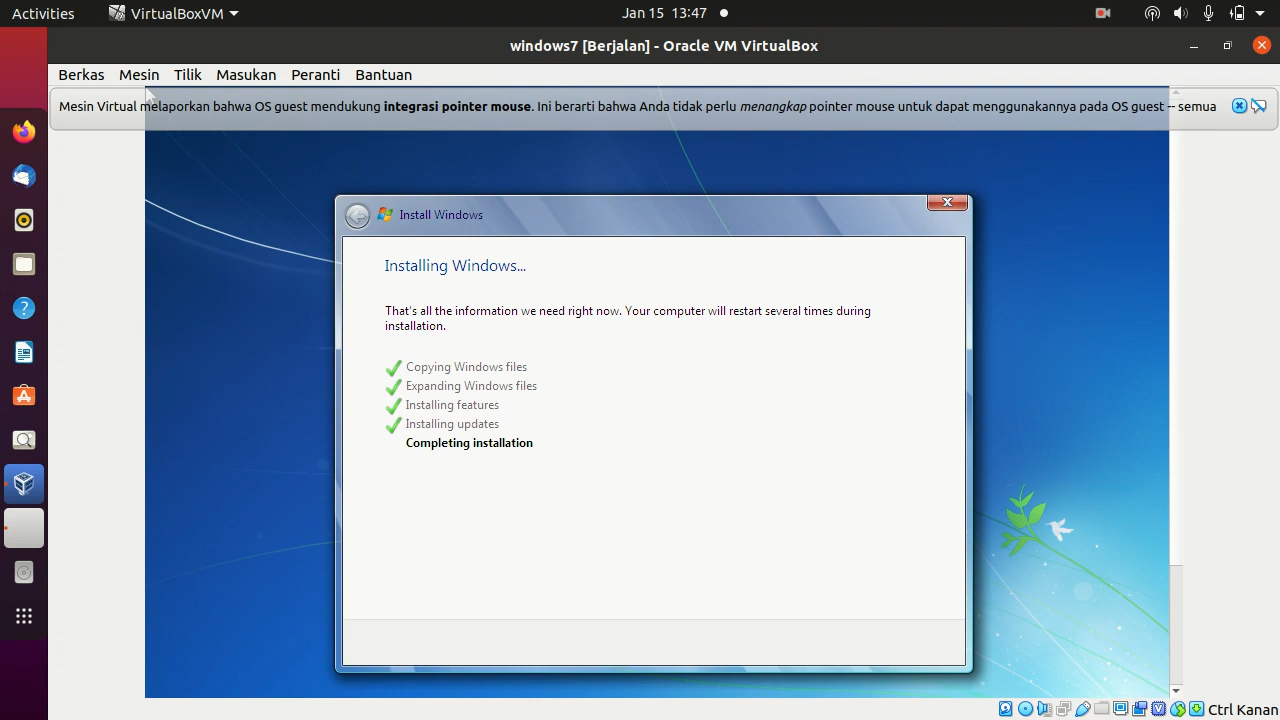 Activities
VirtualBoxVM
Jan 15 13:47
windows7 [Berjalan] - Oracle VM VirtualBox
Berkas Mesin Tilik Masukan Peranti Bantuan
Mesin Virtual melaporkan bahwa OS guest mendukung integrasi pointer mouse. Ini berarti bahwa Anda tidak perlu menangkap pointer mouse untuk dapat menggunakannya pada OS guest -- semua
Install Windows
Installing Windows...
That's all the information we need right now. Your computer will restart several times during
installation.
Copying Windows files
Expanding Windows files
Installing features
Installing updates
Completing installation
Ctrl Kanan